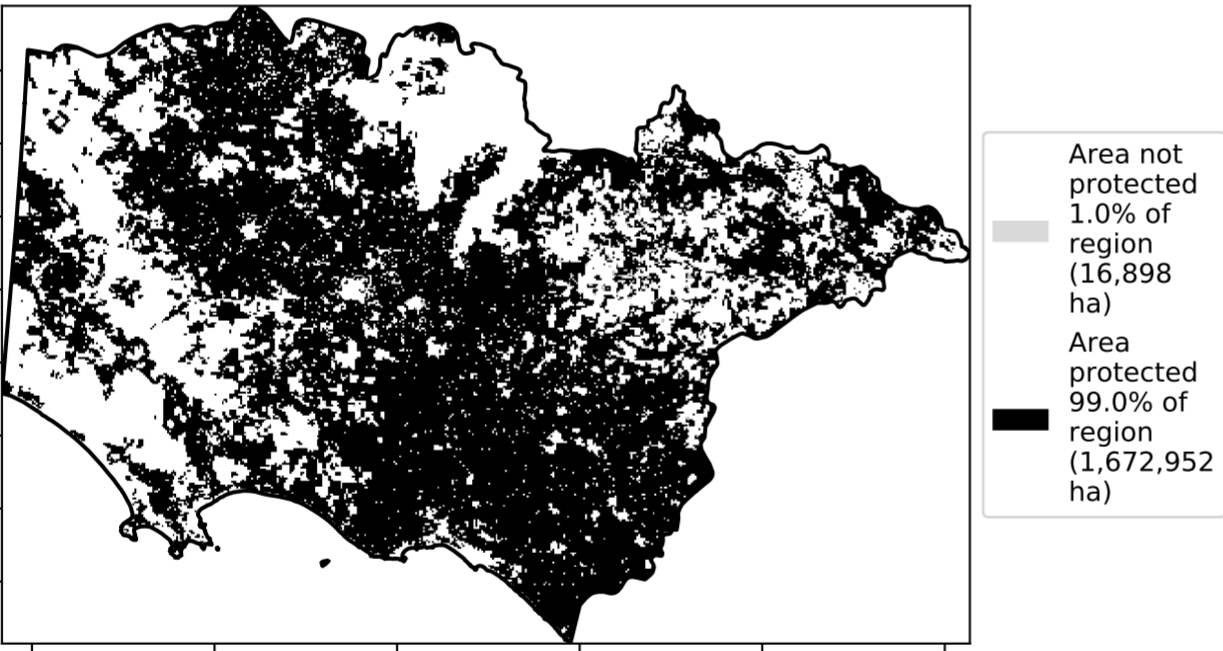 Area not
protected
1.0% of
region
(16,898
ha)
Area
protected
99.0% of
region
(1,672,952
ha)